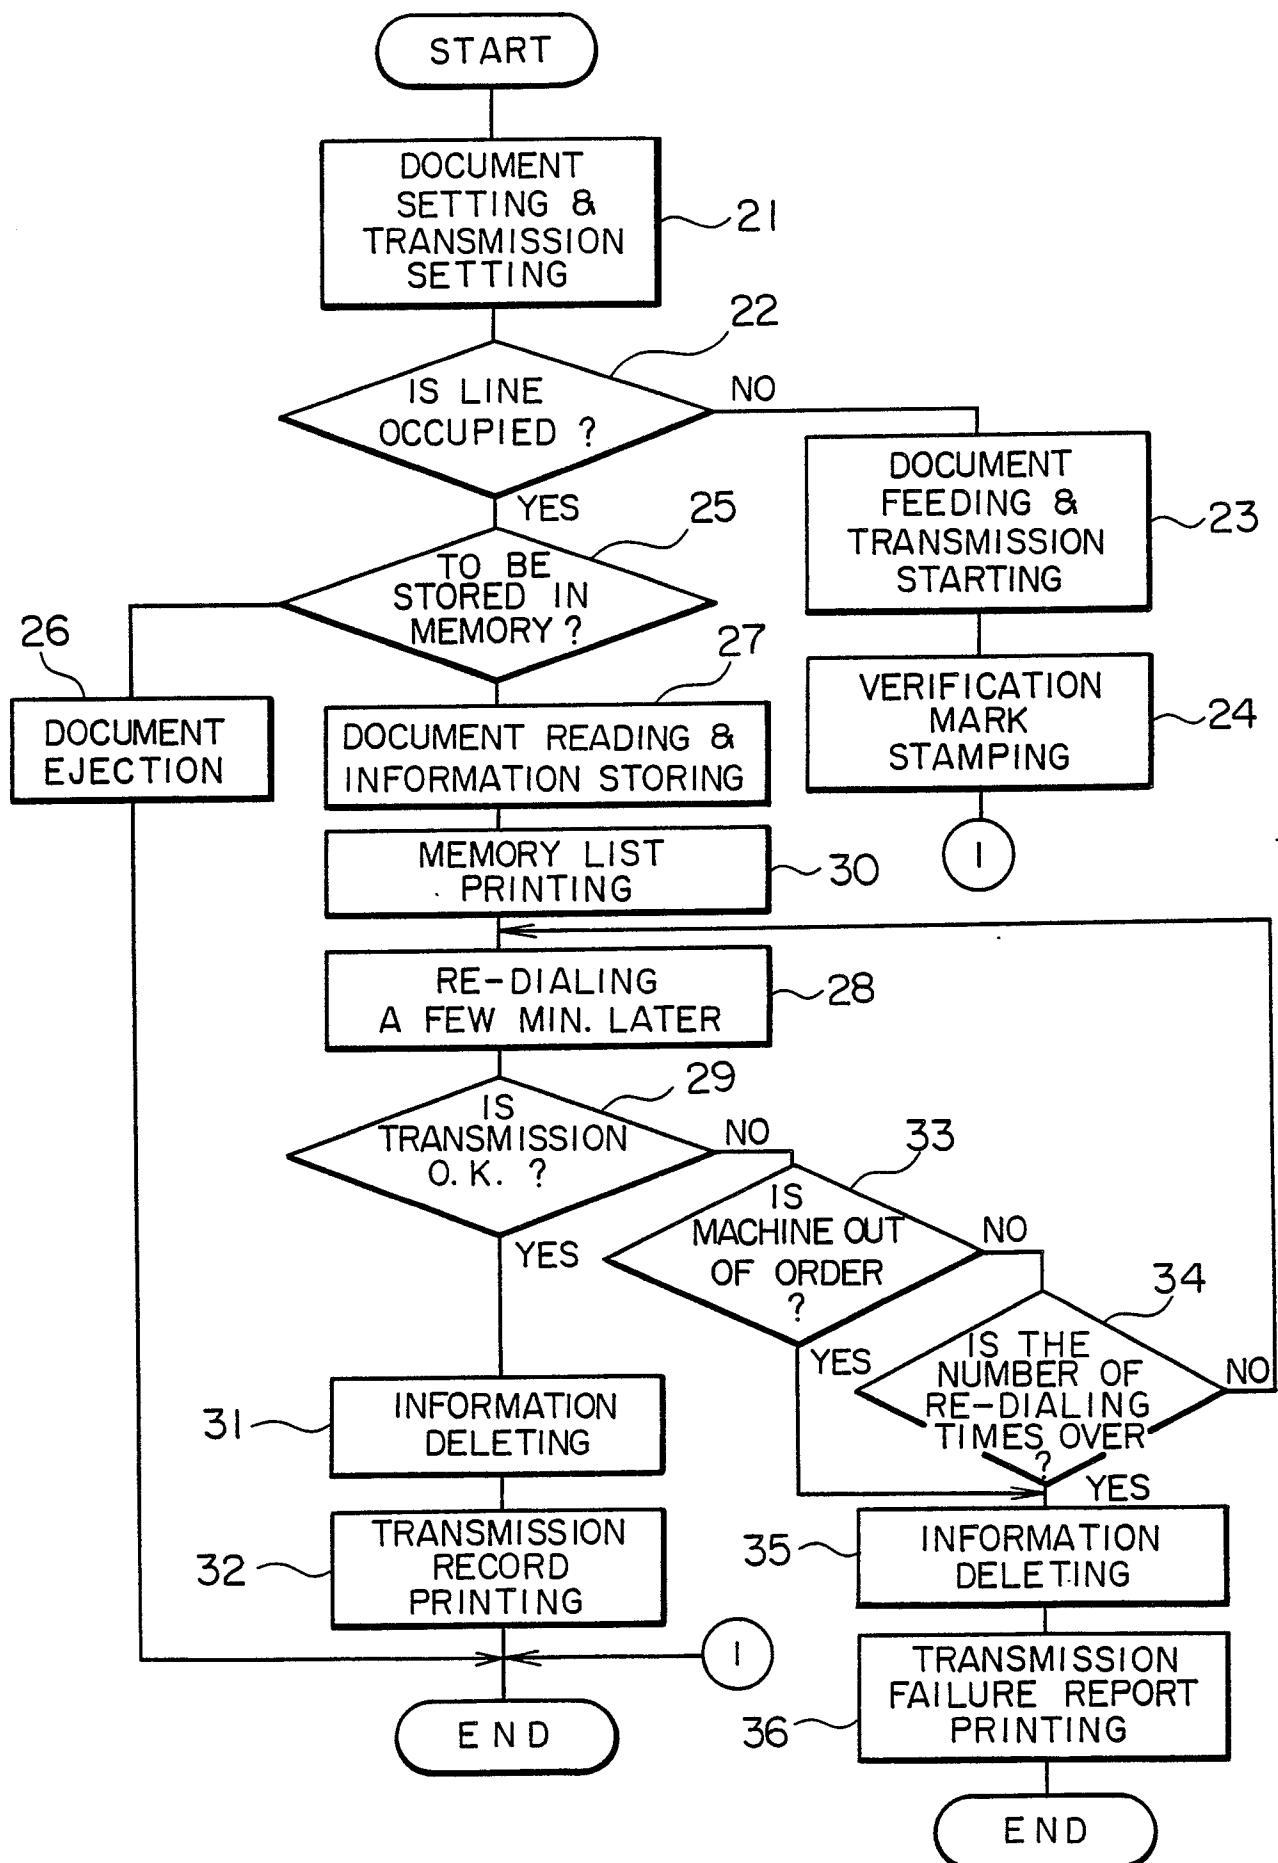 START
DOCUMENT
SETTING &
TRANSMISSION
SETTING
21
22
IS LINE
OCCUPIED ?
NO
YES
DOCUMENT
FEEDING &
TRANSMISSION
STARTING
23
25
TO BE
STORED IN
MEMORY ?
26
DOCUMENT
EJECTION
27
DOCUMENT READING &
INFORMATION STORING
VERIFICATION
MARK
STAMPING
24
1
MEMORY LIST
PRINTING
30
RE-DIALING
A FEW MIN. LATER
28
29
IS
TRANSMISSION
O.K. ?
NO
YES
33
IS
MACHINE OUT
OF ORDER
?
NO
YES
34
IS THE
NUMBER OF
RE-DIALING
TIMES OVER
?
NO
YES
31
INFORMATION
DELETING
32
TRANSMISSION
RECORD
PRINTING
35
INFORMATION
DELETING
1
END
36
TRANSMISSION
FAILURE REPORT
PRINTING
END